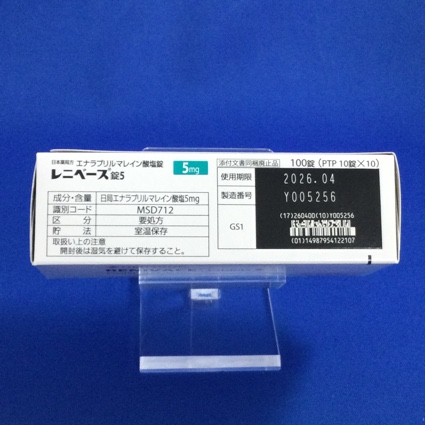 日本薬局方 エナラプリルマレイン酸塩錠
レニベース®錠5
5mg
成分・含量 日局エナラプリルマレイン酸塩5mg
識別コード MSD712
区分 要処方
貯法 室温保存
取扱い上の注意
開封後は湿気を避けて保存すること。
添付文書同梱廃止品 100錠(PTP 10錠×10)
使用期限 2026.04
製造番号 Y005256
GS1
(17)260400(10)Y005256
(01)14987954122107